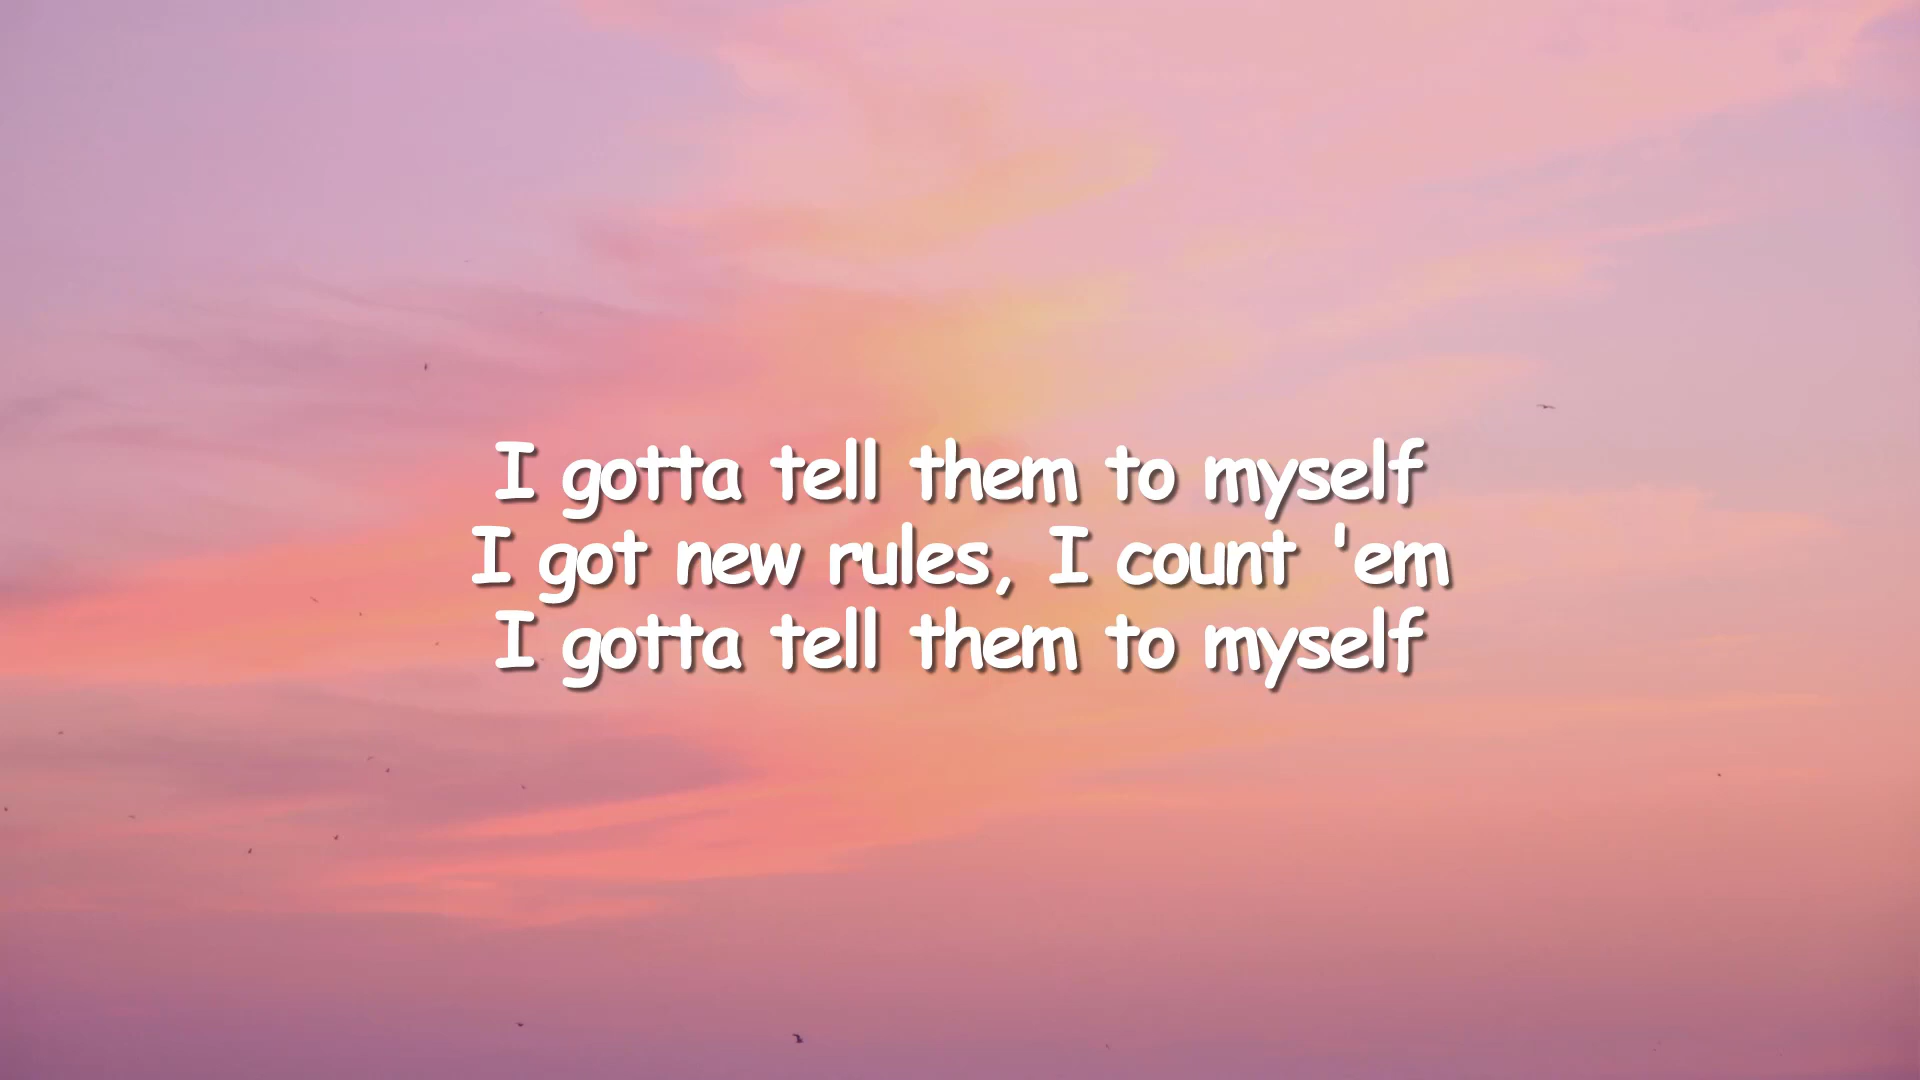 I gotta tell them to myself
I got new rules, I count 'em
I gotta tell them to myself